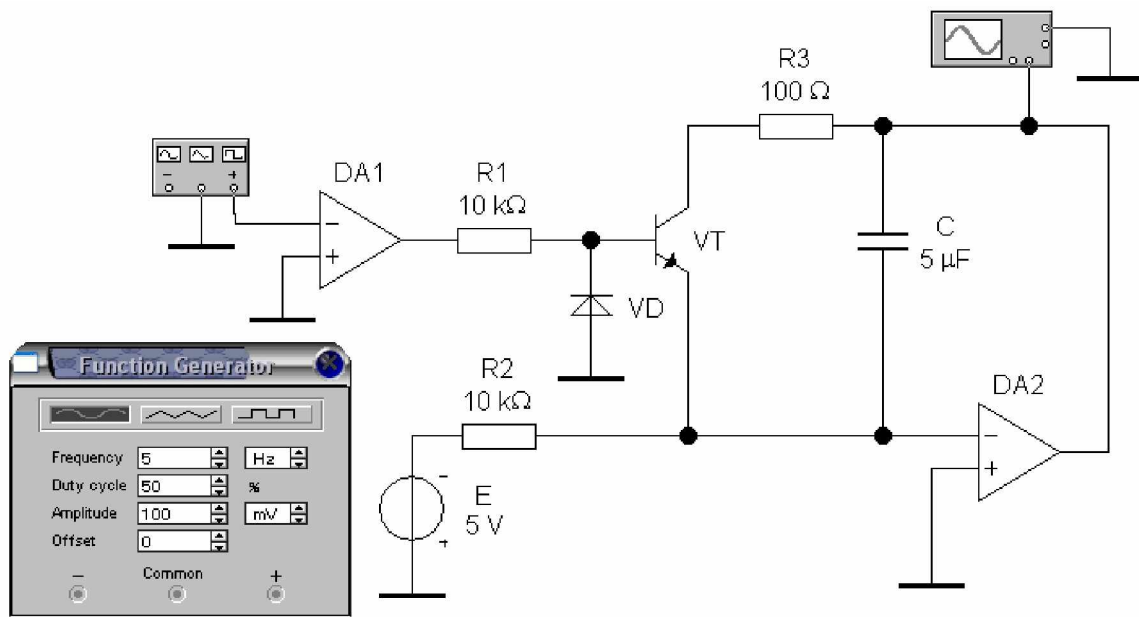 R3
100 Ω
DA1
R1
10 kΩ
− +
− +
VT
C
5 µF
VD
R2
10 kΩ
DA2
− +
E
5 V
− +
Function Generator
Frequency 5 Hz
Duty cycle 50 %
Amplitude 100 mV
Offset 0
− Common +